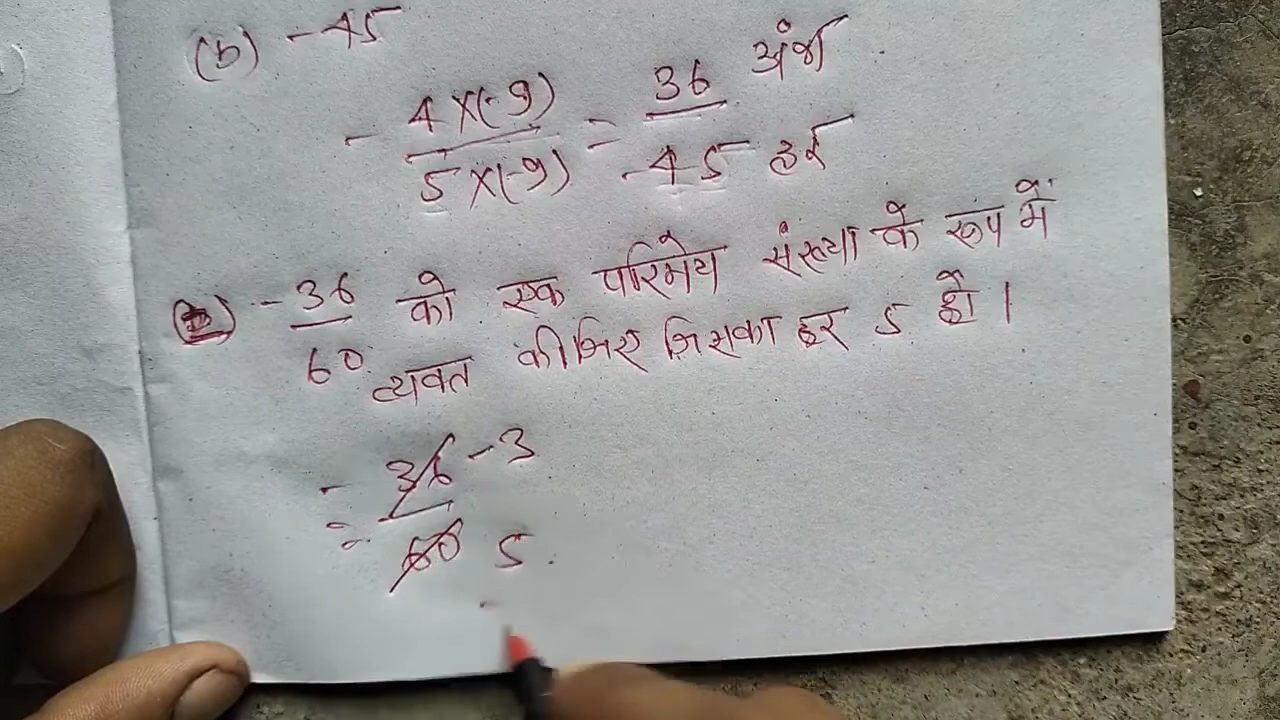 (b) -45
- 4×(-9) / 5×(-9) = 36 / -45 अंश हर
-36/60 को एक परिमेय संख्या के रूप में
व्यक्त कीजिए जिसका हर 5 हो।
= - 36/60 -3/5